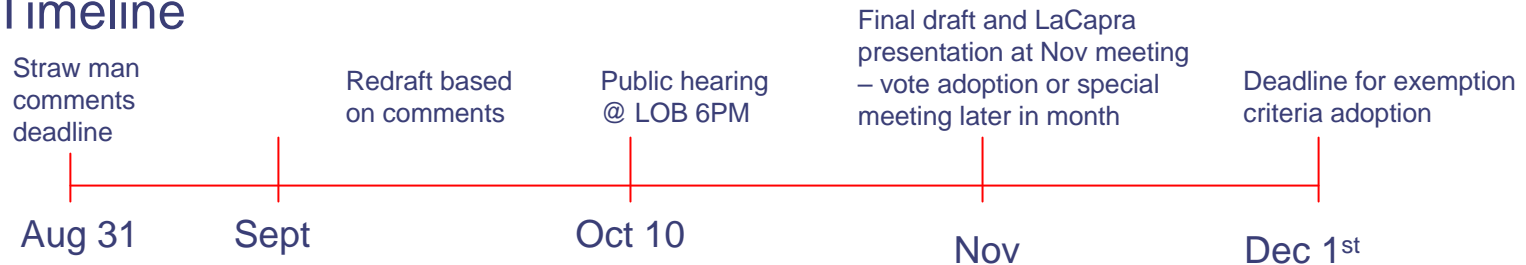 Timeline
Straw man
comments
deadline
Redraft based
on comments
Public hearing
@ LOB 6PM
Final draft and LaCapra
presentation at Nov meeting
– vote adoption or special
meeting later in month
Deadline for exemption
criteria adoption
Aug 31
Sept
Oct 10
Nov
Dec 1st